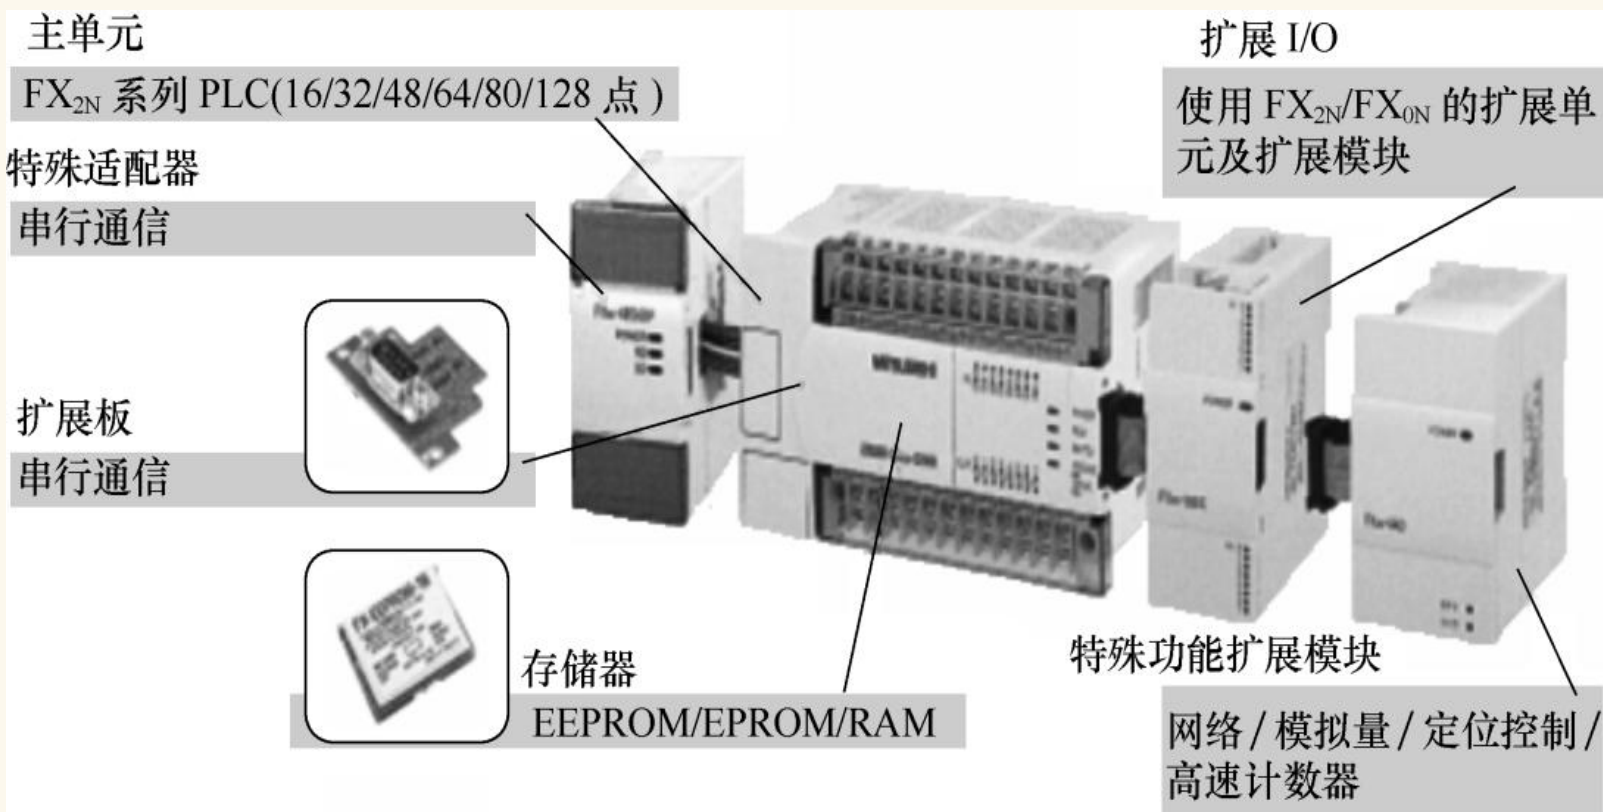 主单元
FX2N 系列 PLC(16/32/48/64/80/128 点 )
特殊适配器
串行通信
扩展板
串行通信
存储器
EEPROM/EPROM/RAM
扩展 I/O
使用 FX2N/FX0N 的扩展单
元及扩展模块
特殊功能扩展模块
网络 / 模拟量 / 定位控制 /
高速计数器